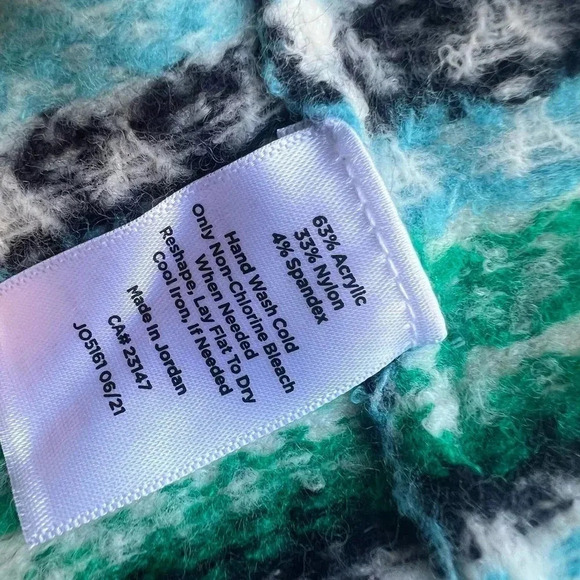 63% Acrylic
33% Nylon
4% Spandex
Hand Wash Cold
Only Non-Chlorine Bleach
When Needed
Reshape, Lay Flat To Dry
Cool Iron, If Needed
Made In Jordan
CA# 23147
JO5161 06/21